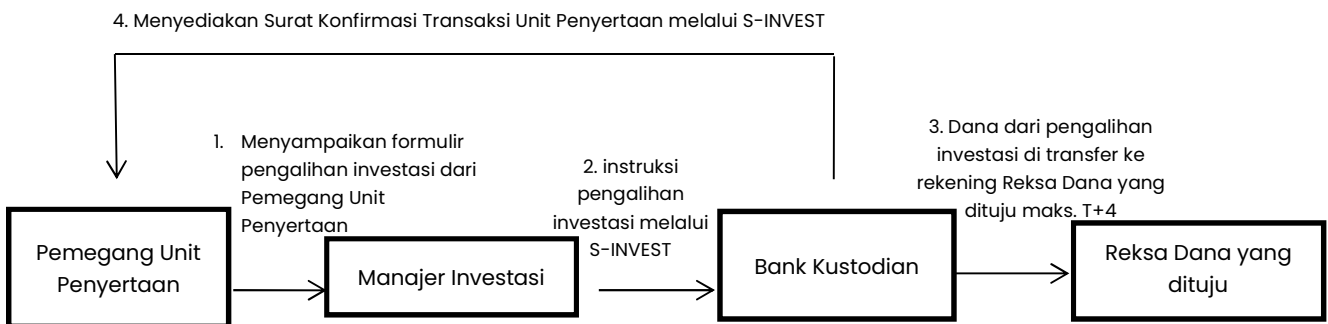 4. Menyediakan Surat Konfirmasi Transaksi Unit Penyertaan melalui S-INVEST
1. Menyampaikan formulir
pengalihan investasi dari
Pemegang Unit
Penyertaan
2. instruksi
pengalihan
investasi melalui
S-INVEST
3. Dana dari pengalihan
investasi di transfer ke
rekening Reksa Dana yang
dituju maks. T+4
Pemegang Unit
Penyertaan
Manajer Investasi
Bank Kustodian
Reksa Dana yang
dituju